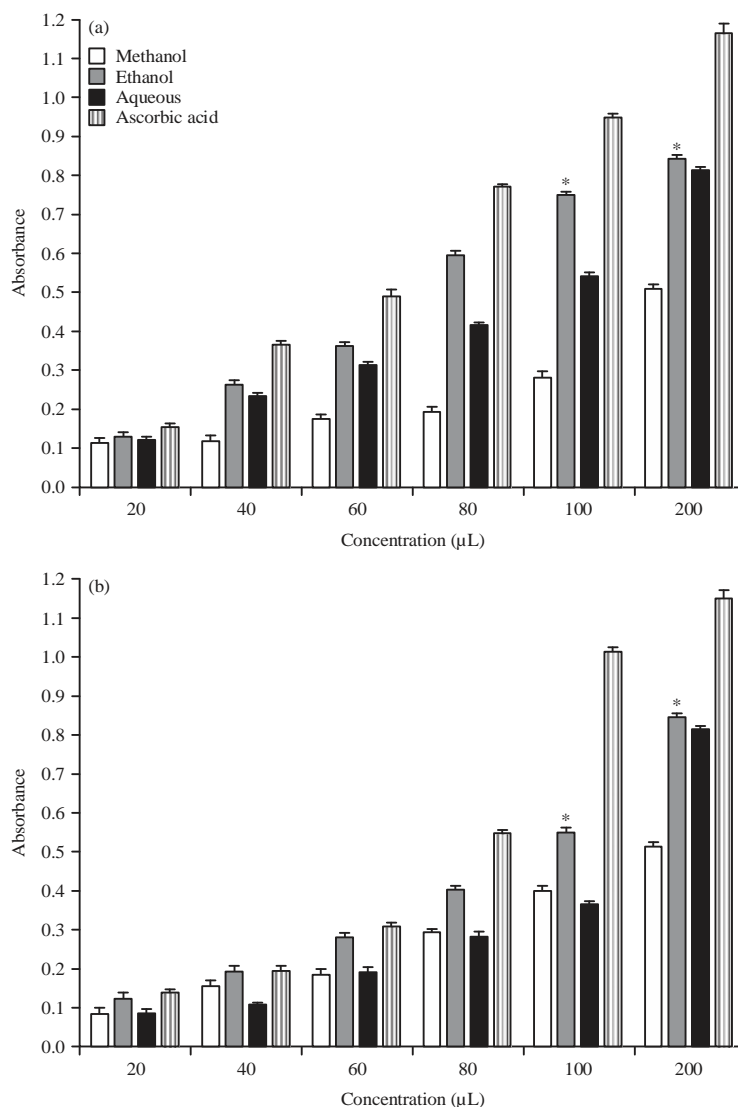 (a)
Methanol
Ethanol
Aqueous
Ascorbic acid
1.2
1.1
1.0
0.9
0.8
0.7
0.6
0.5
0.4
0.3
0.2
0.1
0.0
Absorbance
*
*
20 40 60 80 100 200
Concentration (µL)
(b)
1.2
1.1
1.0
0.9
0.8
0.7
0.6
0.5
0.4
0.3
0.2
0.1
0.0
Absorbance
*
*
20 40 60 80 100 200
Concentration (µL)